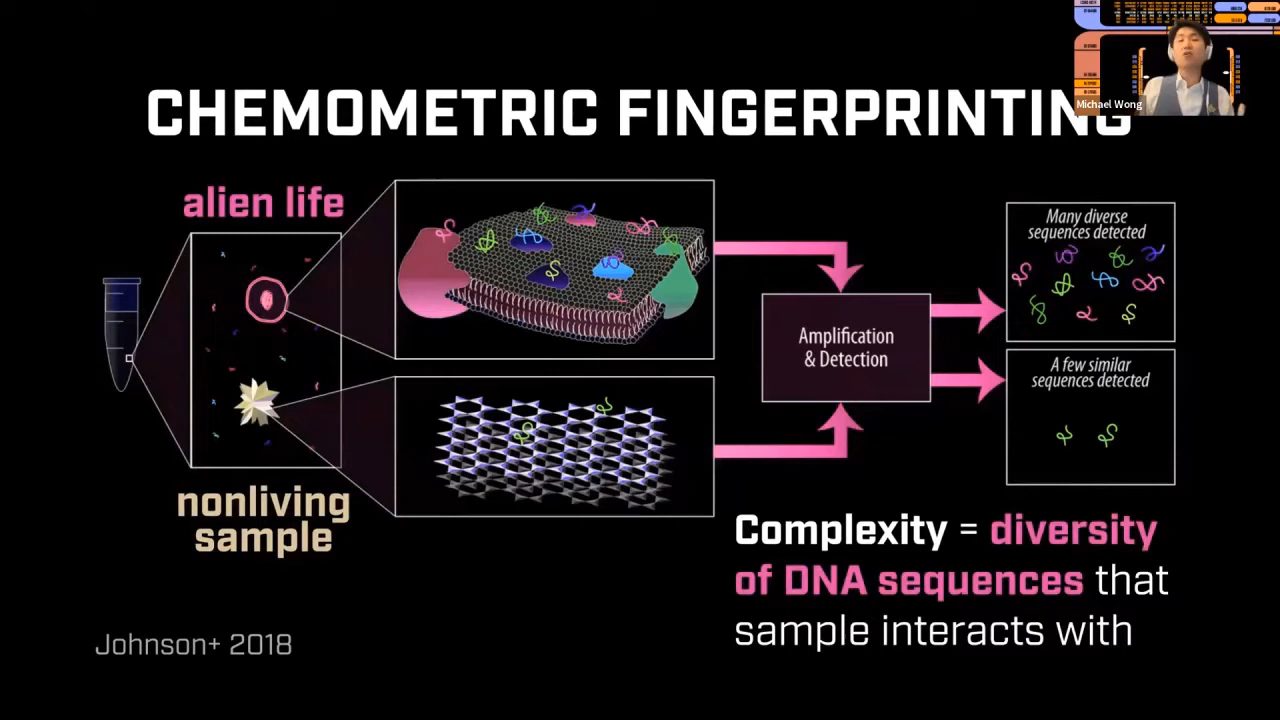 CHEMOMETRIC FINGERPRINTING
Michael Wong
alien life
nonliving
sample
Amplification
& Detection
Many diverse
sequences detected
A few similar
sequences detected
Complexity = diversity
of DNA sequences that
sample interacts with
Johnson+ 2018